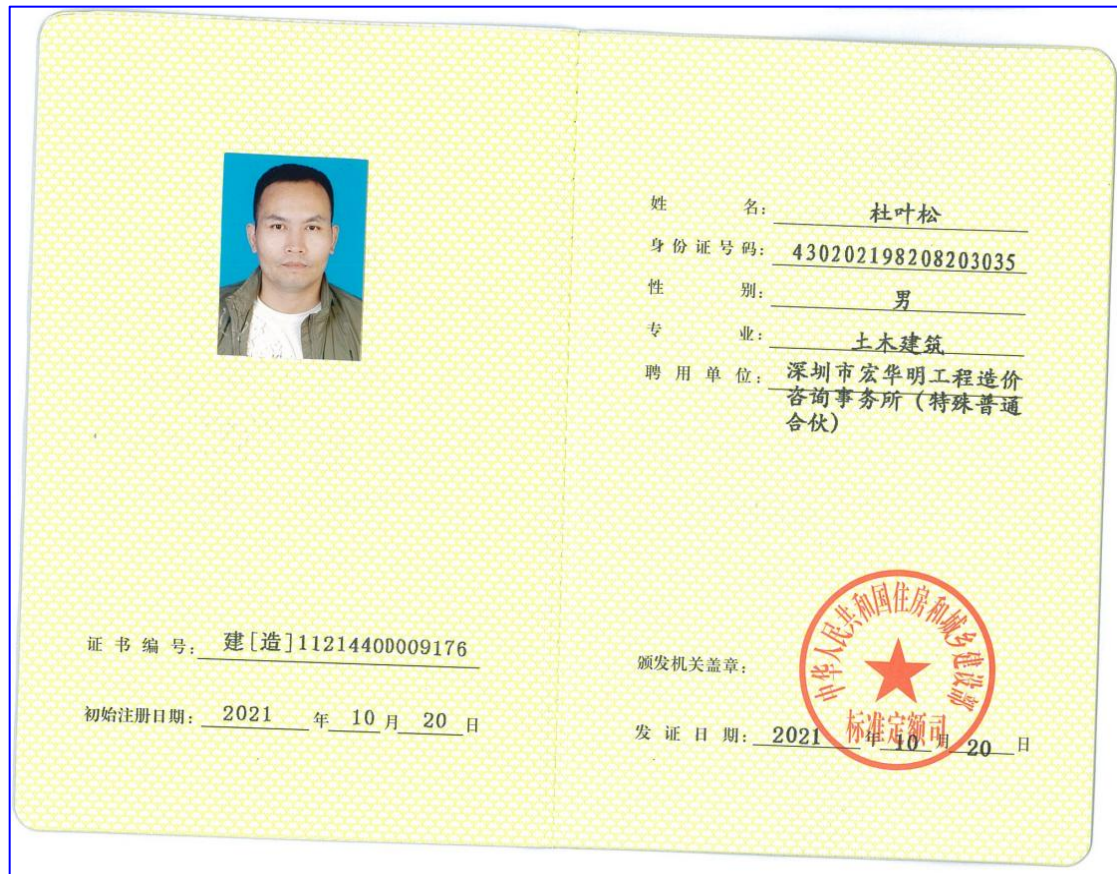 姓 名: 杜叶松
身份证号码: 430202198208203035
性 别: 男
专 业: 土木建筑
聘用单位: 深圳市宏华明工程造价
咨询事务所（特殊普通
合伙）
证书编号: 建[造]11214400009176
初始注册日期: 2021 年 10 月 20 日
颁发机关盖章:
中华人民共和国住房和城乡建设部
标准定额司
发证日期: 2021 年 10 月 20 日